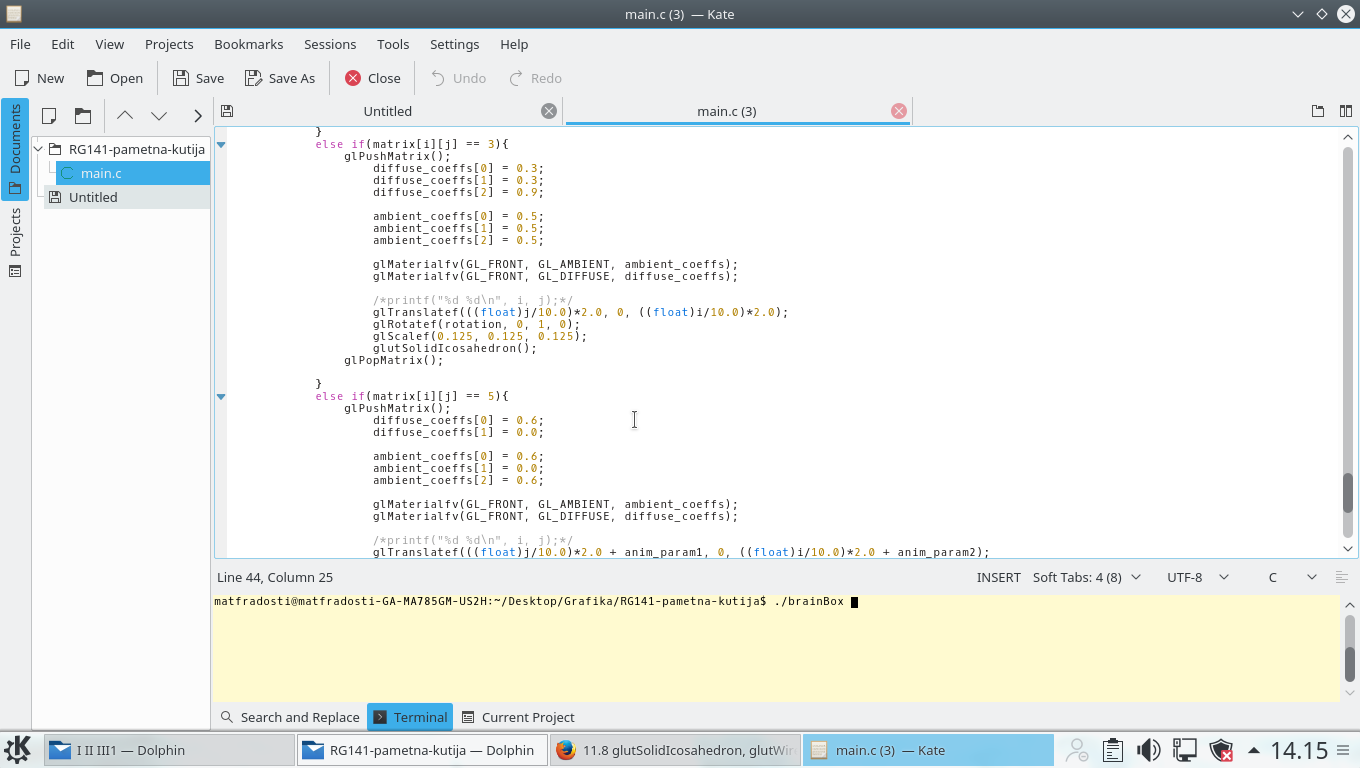 main.c (3) — Kate
File Edit View Projects Bookmarks Sessions Tools Settings Help
New Open Save Save As Close Undo Redo
Untitled main.c (3)
Documents
Projects
RG141-pametna-kutija
main.c
Untitled
}
else if(matrix[i][j] == 3){
glPushMatrix();
diffuse_coeffs[0] = 0.3;
diffuse_coeffs[1] = 0.3;
diffuse_coeffs[2] = 0.9;
ambient_coeffs[0] = 0.5;
ambient_coeffs[1] = 0.5;
ambient_coeffs[2] = 0.5;
glMaterialfv(GL_FRONT, GL_AMBIENT, ambient_coeffs);
glMaterialfv(GL_FRONT, GL_DIFFUSE, diffuse_coeffs);
/*printf("%d %d\n", i, j);*/
glTranslatef(((float)j/10.0)*2.0, 0, ((float)i/10.0)*2.0);
glRotatef(rotation, 0, 1, 0);
glScalef(0.125, 0.125, 0.125);
glutSolidIcosahedron();
glPopMatrix();
}
else if(matrix[i][j] == 5){
glPushMatrix();
diffuse_coeffs[0] = 0.6;
diffuse_coeffs[1] = 0.0;
ambient_coeffs[0] = 0.6;
ambient_coeffs[1] = 0.0;
ambient_coeffs[2] = 0.6;
glMaterialfv(GL_FRONT, GL_AMBIENT, ambient_coeffs);
glMaterialfv(GL_FRONT, GL_DIFFUSE, diffuse_coeffs);
/*printf("%d %d\n", i, j);*/
glTranslatef(((float)j/10.0)*2.0 + anim_param1, 0, ((float)i/10.0)*2.0 + anim_param2);
Line 44, Column 25 INSERT Soft Tabs: 4 (8) UTF-8 C
matfradosti@matfradosti-GA-MA785GM-US2H:~/Desktop/Grafika/RG141-pametna-kutija$ ./brainBox
Search and Replace Terminal Current Project
I II III1 — Dolphin RG141-pametna-kutija — Dolphin 11.8 glutSolidIcosahedron, glutWir main.c (3) — Kate 14.15